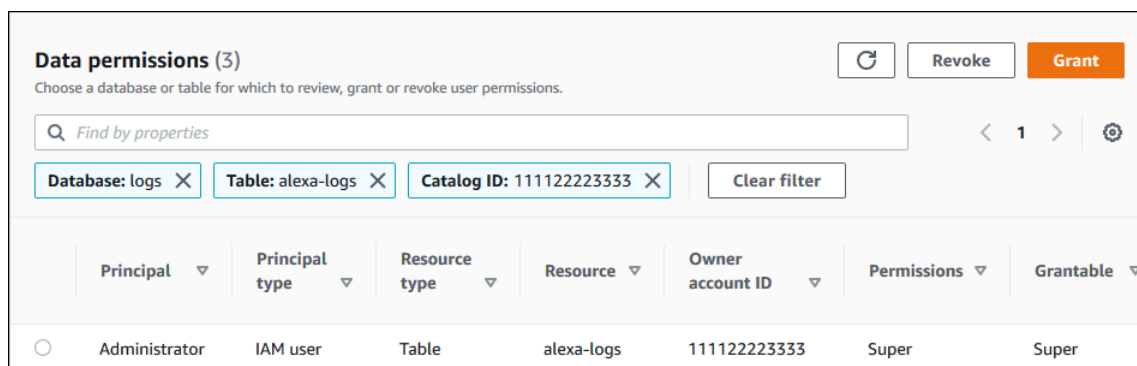 Data permissions (3)
Revoke
Grant
Choose a database or table for which to review, grant or revoke user permissions.
Find by properties
1
Database: logs
Table: alexa-logs
Catalog ID: 111122223333
Clear filter
Principal
Principal type
Resource type
Resource
Owner account ID
Permissions
Grantable
Administrator
IAM user
Table
alexa-logs
111122223333
Super
Super